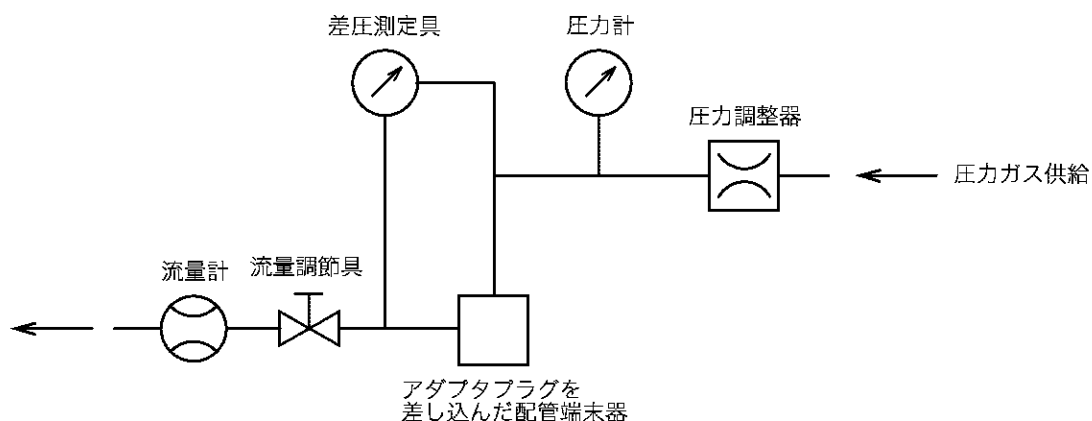 差圧測定具
圧力計
圧力調整器
圧力ガス供給
流量計
流量調節具
アダプタプラグを
差し込んだ配管端末器